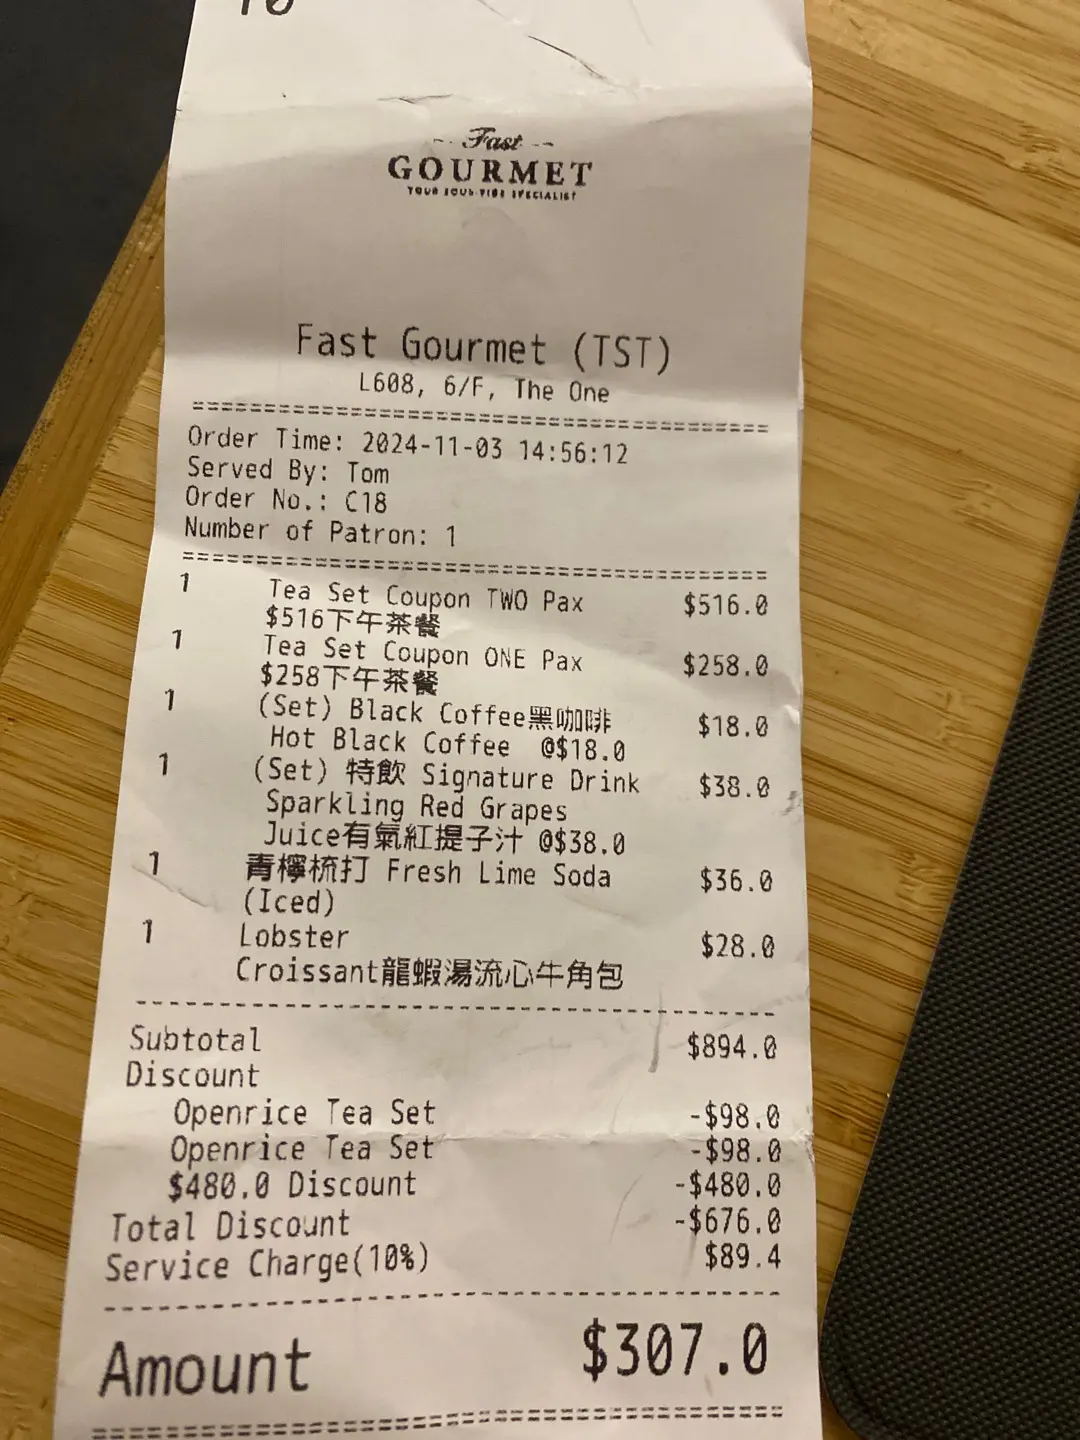 Fast
GOURMET
Fast Gourmet (TST)
L608, 6/F, The One
Order Time: 2024-11-03 14:56:12
Served By: Tom
Order No.: C18
Number of Patron: 1
1 Tea Set Coupon TWO Pax $516.0
$516下午茶餐
1 Tea Set Coupon ONE Pax $258.0
$258下午茶餐
1 (Set) Black Coffee黑咖啡 $18.0
Hot Black Coffee @$18.0
1 (Set) 特飲 Signature Drink $38.0
Sparkling Red Grapes
Juice有氣紅提子汁 @$38.0
1 青檸梳打 Fresh Lime Soda $36.0
(Iced)
1 Lobster $28.0
Croissant龍蝦湯流心牛角包
Subtotal $894.0
Discount
Openrice Tea Set -$98.0
Openrice Tea Set -$98.0
$480.0 Discount -$480.0
Total Discount -$676.0
Service Charge(10%) $89.4
Amount $307.0